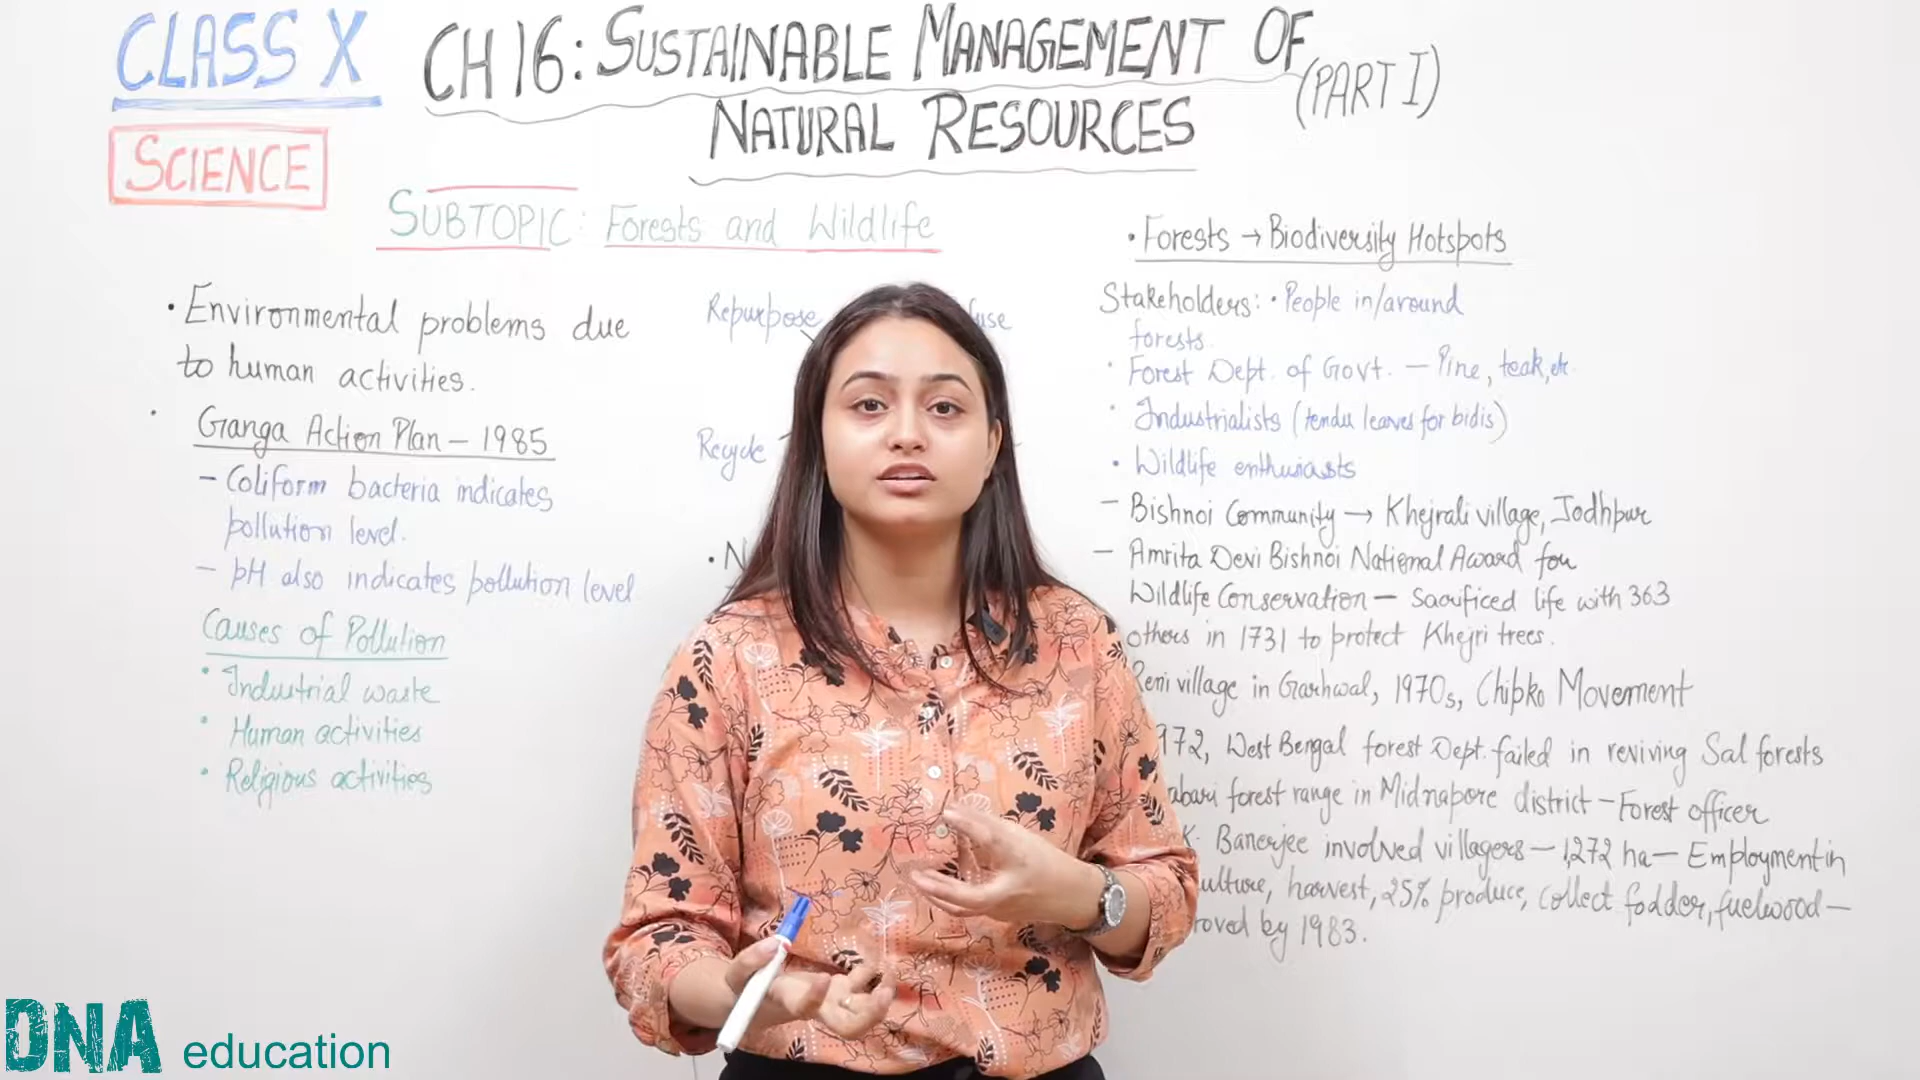 CLASS X
CH 16: SUSTAINABLE MANAGEMENT OF
NATURAL RESOURCES
(PART I)
SCIENCE
SUBTOPIC: Forests and Wildlife
• Environmental problems due
to human activities.
Ganga Action Plan – 1985
– Coliform bacteria indicates
pollution level.
– pH also indicates pollution level
Causes of Pollution
• Industrial waste
• Human activities
• Religious activities
Repurpose
use
Recycle
• N
• Forests → Biodiversity Hotspots
Stakeholders: • People in/around
forests.
• Forest Dept. of Govt. – Pine, teak, etc
• Industrialists (tendu leaves for bidis)
• Wildlife enthusiasts
– Bishnoi Community → Khejrali village, Jodhpur
– Amrita Devi Bishnoi National Award for
Wildlife Conservation – Sacrificed life with 363
others in 1731 to protect Khejri trees.
Reni village in Garhwal, 1970s, Chipko Movement
972, West Bengal forest Dept. failed in reviving Sal forests
abari forest range in Midnapore district – Forest officer
K. Banerjee involved villagers – 1,272 ha – Employment in
ulture, harvest, 25% produce, collect fodder, fuelwood –
roved by 1983.
DNA education